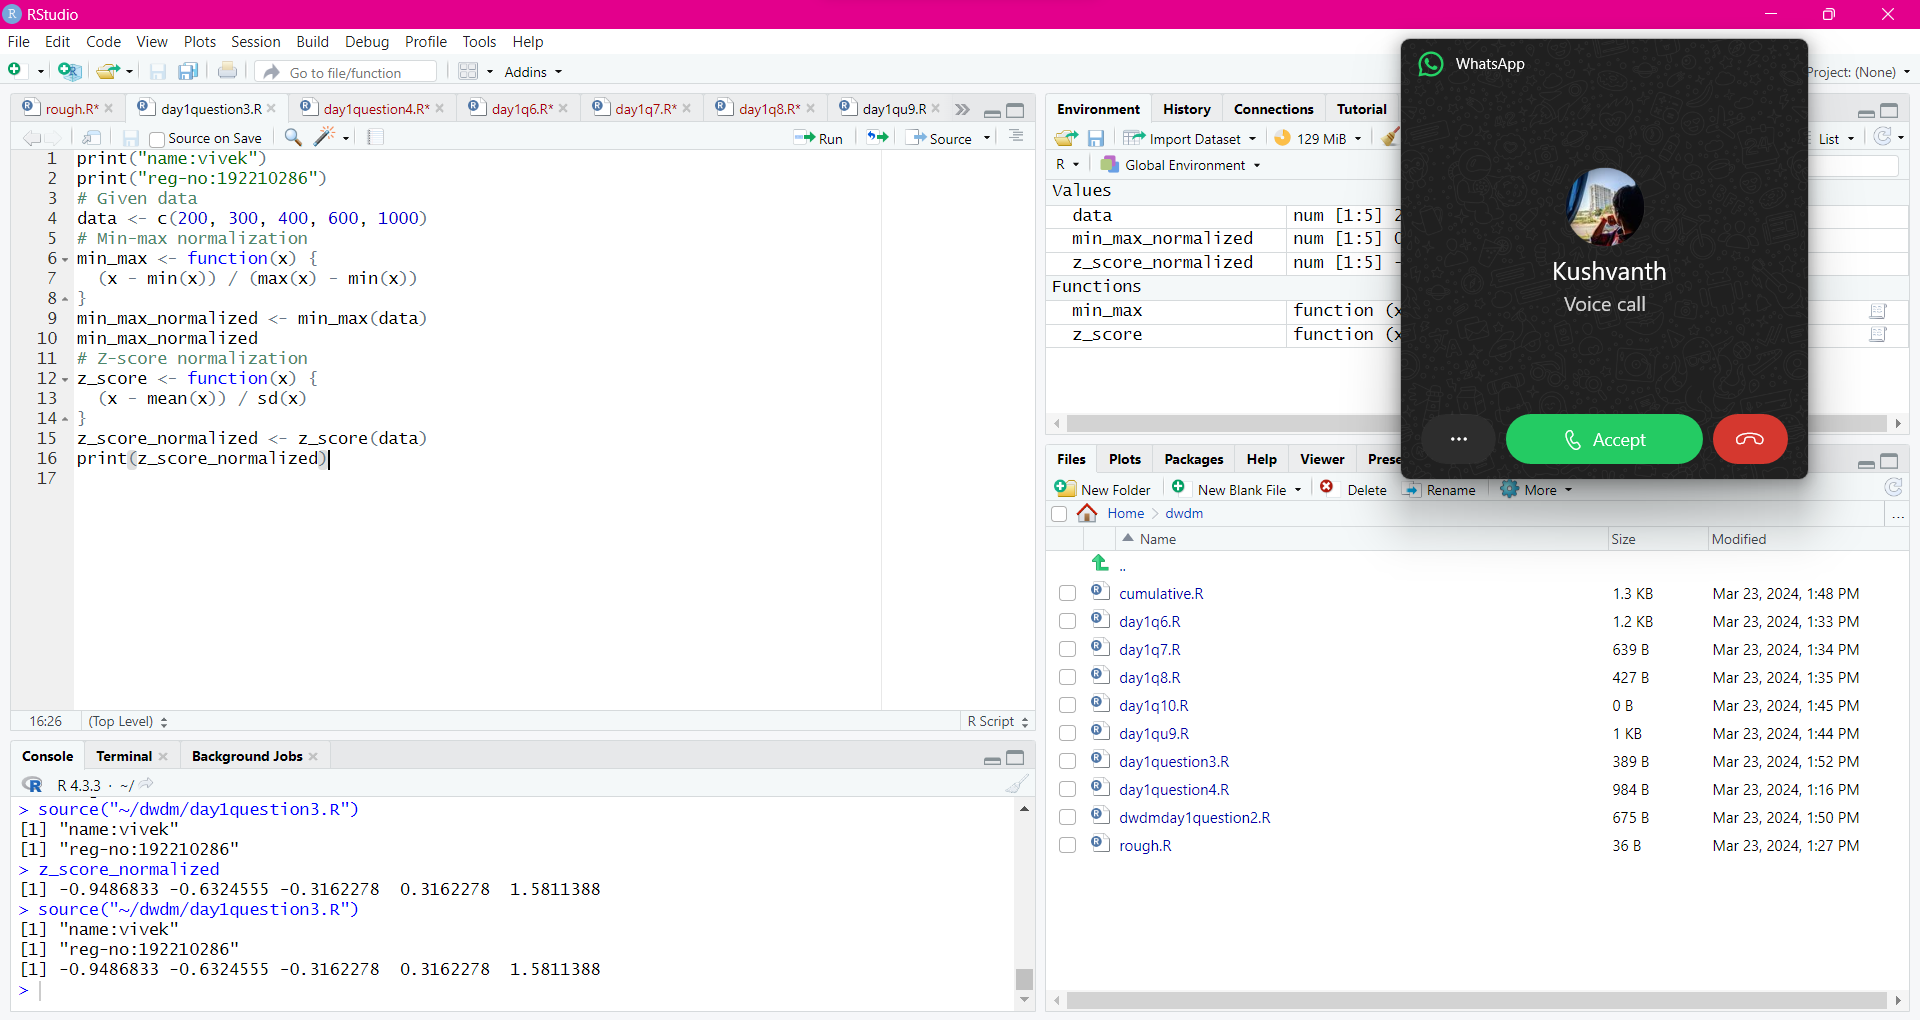 RStudio
File Edit Code View Plots Session Build Debug Profile Tools Help
Go to file/function Addins
Project: (None)
rough.R* day1question3.R day1question4.R* day1q6.R* day1q7.R* day1q8.R* day1qu9.R
Source on Save Run Source
1 print("name:vivek")
2 print("reg-no:192210286")
3 # Given data
4 data <- c(200, 300, 400, 600, 1000)
5 # Min-max normalization
6 min_max <- function(x) {
7 (x - min(x)) / (max(x) - min(x))
8 }
9 min_max_normalized <- min_max(data)
10 min_max_normalized
11 # Z-score normalization
12 z_score <- function(x) {
13 (x - mean(x)) / sd(x)
14 }
15 z_score_normalized <- z_score(data)
16 print(z_score_normalized)
17
16:26 (Top Level) R Script
Console Terminal Background Jobs
R 4.3.3 · ~/
> source("~/dwdm/day1question3.R")
[1] "name:vivek"
[1] "reg-no:192210286"
> z_score_normalized
[1] -0.9486833 -0.6324555 -0.3162278 0.3162278 1.5811388
> source("~/dwdm/day1question3.R")
[1] "name:vivek"
[1] "reg-no:192210286"
[1] -0.9486833 -0.6324555 -0.3162278 0.3162278 1.5811388
>
Environment History Connections Tutorial
Import Dataset 129 MiB List
R Global Environment
Values
data num [1:5] 2
min_max_normalized num [1:5] 0
z_score_normalized num [1:5] -
Functions
min_max function (x
z_score function (x
WhatsApp
Kushvanth
Voice call
... Accept
Files Plots Packages Help Viewer Prese
New Folder New Blank File Delete Rename More
Home > dwdm ...
Name Size Modified
..
cumulative.R 1.3 KB Mar 23, 2024, 1:48 PM
day1q6.R 1.2 KB Mar 23, 2024, 1:33 PM
day1q7.R 639 B Mar 23, 2024, 1:34 PM
day1q8.R 427 B Mar 23, 2024, 1:35 PM
day1q10.R 0 B Mar 23, 2024, 1:45 PM
day1qu9.R 1 KB Mar 23, 2024, 1:44 PM
day1question3.R 389 B Mar 23, 2024, 1:52 PM
day1question4.R 984 B Mar 23, 2024, 1:16 PM
dwdmday1question2.R 675 B Mar 23, 2024, 1:50 PM
rough.R 36 B Mar 23, 2024, 1:27 PM